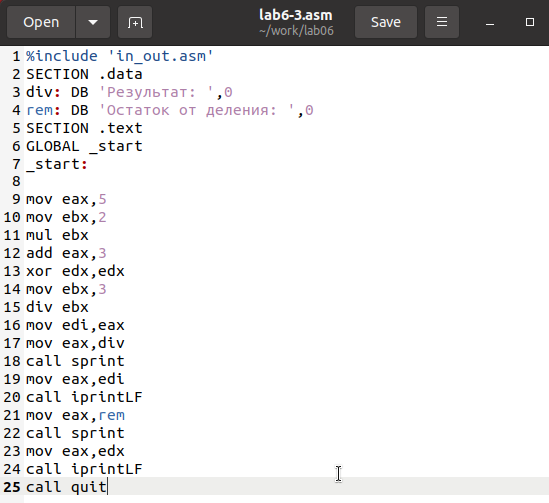 Open lab6-3.asm Save
~/work/lab06
1 %include 'in_out.asm'
2 SECTION .data
3 div: DB 'Результат: ',0
4 rem: DB 'Остаток от деления: ',0
5 SECTION .text
6 GLOBAL _start
7 _start:
8
9 mov eax,5
10 mov ebx,2
11 mul ebx
12 add eax,3
13 xor edx,edx
14 mov ebx,3
15 div ebx
16 mov edi,eax
17 mov eax,div
18 call sprint
19 mov eax,edi
20 call iprintLF
21 mov eax,rem
22 call sprint
23 mov eax,edx
24 call iprintLF
25 call quit